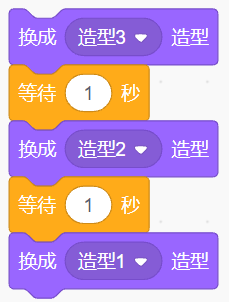 换成 造型3 造型
等待 1 秒
换成 造型2 造型
等待 1 秒
换成 造型1 造型